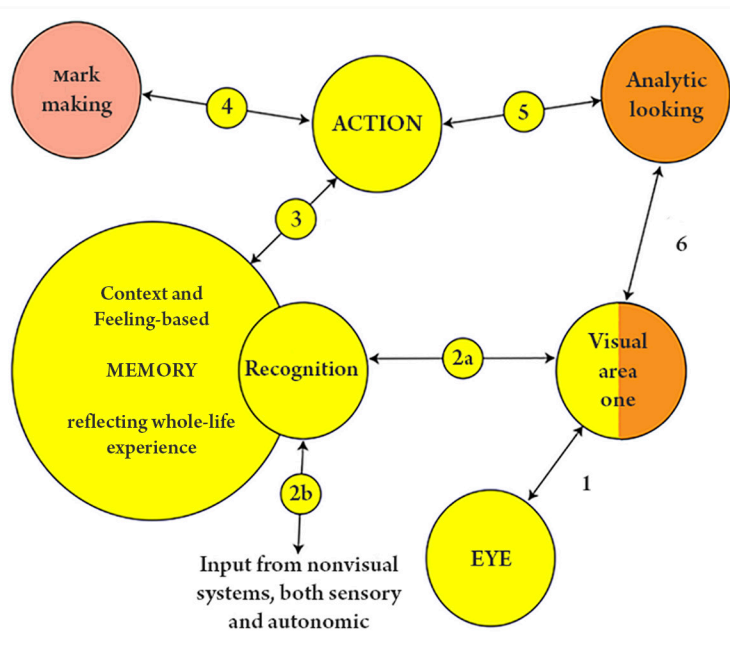 Mark
making
4
ACTION
5
Analytic
looking
3
6
Context and
Feeling-based
MEMORY
reflecting whole-life
experience
Recognition
2a
Visual
area
one
2b
1
EYE
Input from nonvisual
systems, both sensory
and autonomic